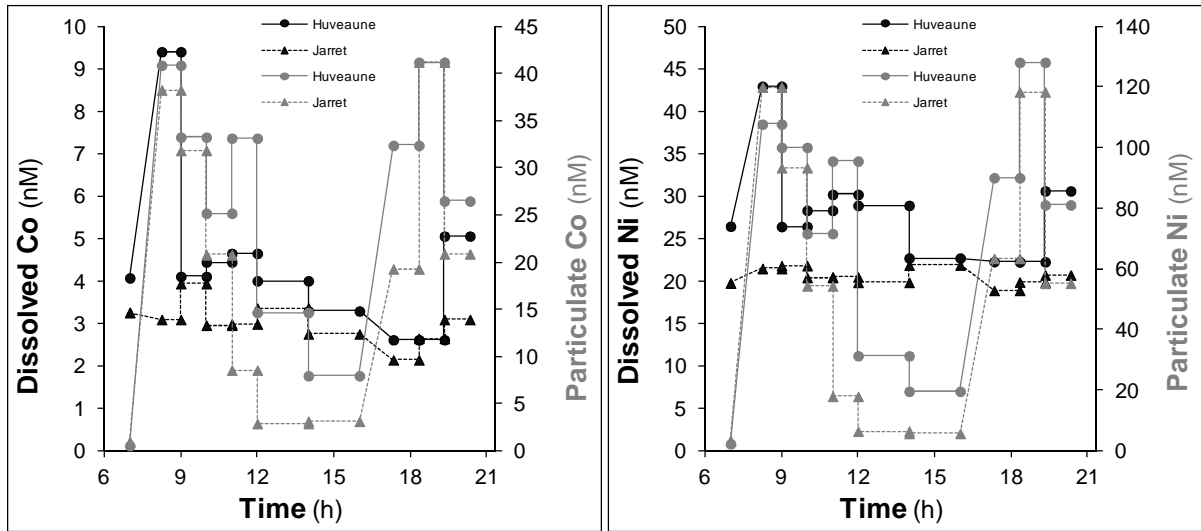 Huveaune
Jarret
Huveaune
Jarret
Dissolved Co (nM)
10
9
8
7
6
5
4
3
2
1
0
45
40
35
30
25
20
15
10
5
0
Particulate Co (nM)
6 9 12 15 18 21
Time (h)
Huveaune
Jarret
Huveaune
Jarret
Dissolved Ni (nM)
50
45
40
35
30
25
20
15
10
5
0
140
120
100
80
60
40
20
0
Particulate Ni (nM)
6 9 12 15 18 21
Time (h)